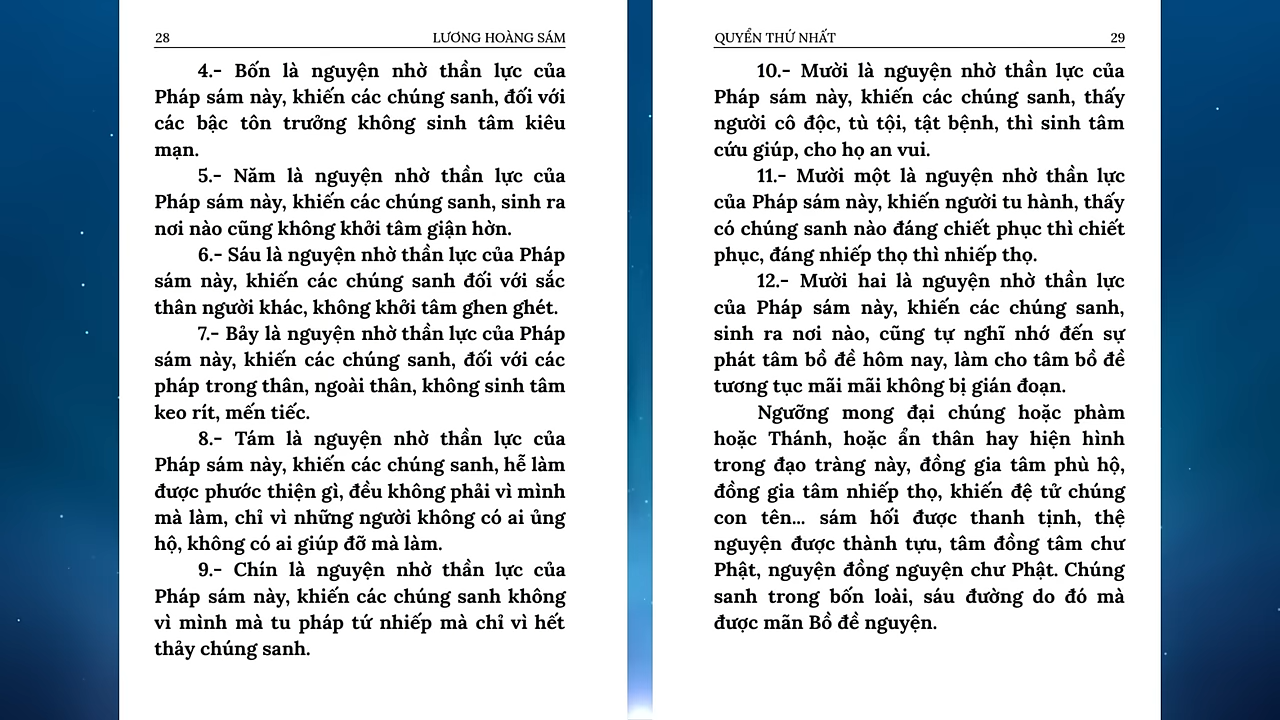 28 LƯƠNG HOÀNG SÁM
4.- Bốn là nguyện nhờ thần lực của
Pháp sám này, khiến các chúng sanh, đối với
các bậc tôn trưởng không sinh tâm kiêu
mạn.
5.- Năm là nguyện nhờ thần lực của
Pháp sám này, khiến các chúng sanh, sinh ra
nơi nào cũng không khởi tâm giận hờn.
6.- Sáu là nguyện nhờ thần lực của Pháp
sám này, khiến các chúng sanh đối với sắc
thân người khác, không khởi tâm ghen ghét.
7.- Bảy là nguyện nhờ thần lực của Pháp
sám này, khiến các chúng sanh, đối với các
pháp trong thân, ngoài thân, không sinh tâm
keo rít, mến tiếc.
8.- Tám là nguyện nhờ thần lực của
Pháp sám này, khiến các chúng sanh, hễ làm
được phước thiện gì, đều không phải vì mình
mà làm, chỉ vì những người không có ai ủng
hộ, không có ai giúp đỡ mà làm.
9.- Chín là nguyện nhờ thần lực của
Pháp sám này, khiến các chúng sanh không
vì mình mà tu pháp tứ nhiếp mà chỉ vì hết
thảy chúng sanh.
QUYỂN THỨ NHẤT 29
10.- Mười là nguyện nhờ thần lực của
Pháp sám này, khiến các chúng sanh, thấy
người cô độc, tù tội, tật bệnh, thì sinh tâm
cứu giúp, cho họ an vui.
11.- Mười một là nguyện nhờ thần lực
của Pháp sám này, khiến người tu hành, thấy
có chúng sanh nào đáng chiết phục thì chiết
phục, đáng nhiếp thọ thì nhiếp thọ.
12.- Mười hai là nguyện nhờ thần lực
của Pháp sám này, khiến các chúng sanh,
sinh ra nơi nào, cũng tự nghĩ nhớ đến sự
phát tâm bồ đề hôm nay, làm cho tâm bồ đề
tương tục mãi mãi không bị gián đoạn.
Ngưỡng mong đại chúng hoặc phàm
hoặc Thánh, hoặc ẩn thân hay hiện hình
trong đạo tràng này, đồng gia tâm phù hộ,
đồng gia tâm nhiếp thọ, khiến đệ tử chúng
con tên... sám hối được thanh tịnh, thệ
nguyện được thành tựu, tâm đồng tâm chư
Phật, nguyện đồng nguyện chư Phật. Chúng
sanh trong bốn loài, sáu đường do đó mà
được mãn Bồ đề nguyện.